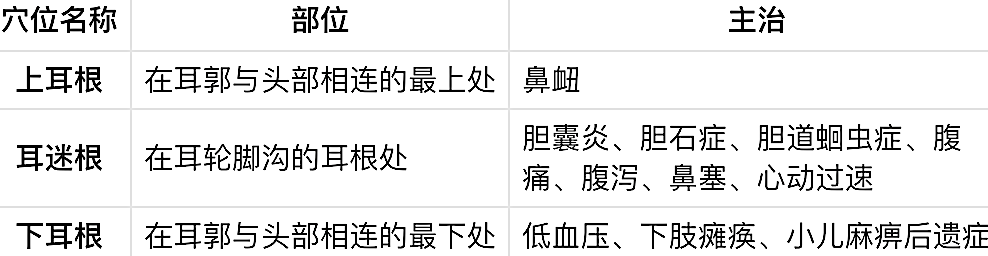 穴位名称 部位 主治
上耳根 在耳郭与头部相连的最上处 鼻衄
耳迷根 在耳轮脚沟的耳根处 胆囊炎、胆石症、胆道蛔虫症、腹
痛、腹泻、鼻塞、心动过速
下耳根 在耳郭与头部相连的最下处 低血压、下肢瘫痪、小儿麻痹后遗症